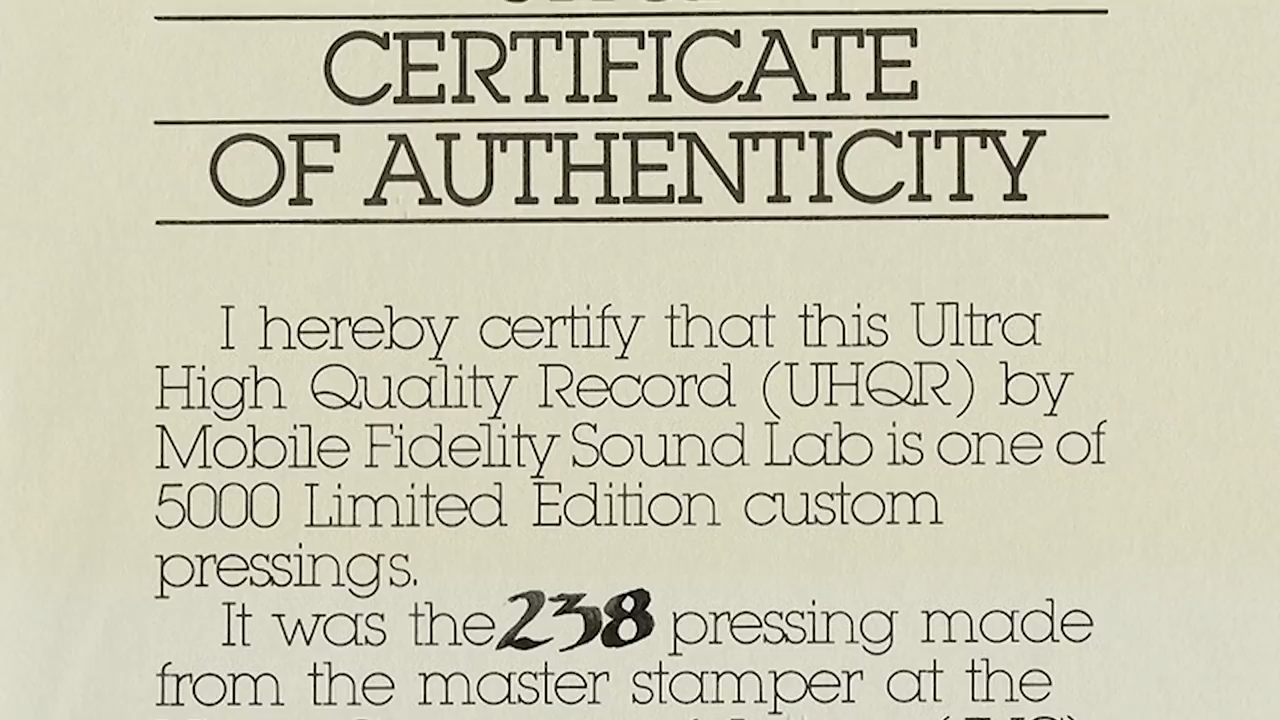 CERTIFICATE
OF AUTHENTICITY
I hereby certify that this Ultra
High Quality Record (UHQR) by
Mobile Fidelity Sound Lab is one of
5000 Limited Edition custom
pressings.
It was the 238 pressing made
from the master stamper at the